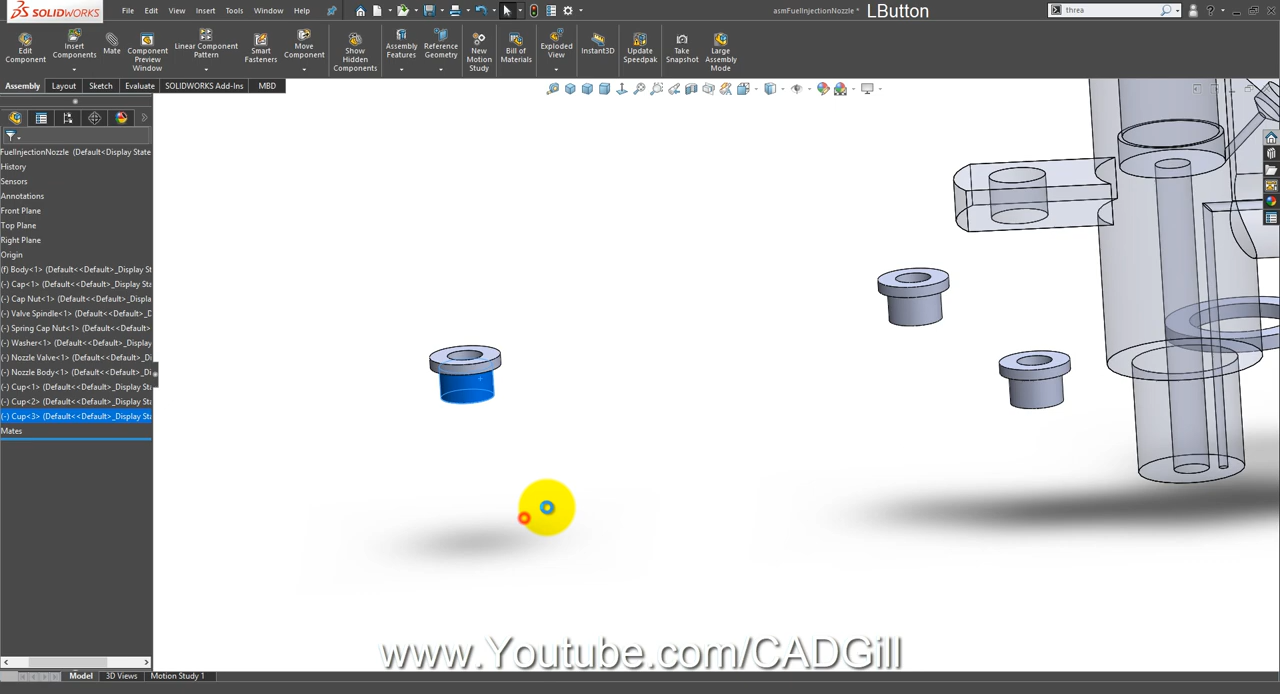 SOLIDWORKS
File
Edit
View
Insert
Tools
Window
Help
asmFuelInjectionNozzle *
LButton
threa
Edit Component
Insert Components
Mate
Component Preview Window
Linear Component Pattern
Smart Fasteners
Move Component
Show Hidden Components
Assembly Features
Reference Geometry
New Motion Study
Bill of Materials
Exploded View
Instant3D
Update Speedpak
Take Snapshot
Large Assembly Mode
Assembly
Layout
Sketch
Evaluate
SOLIDWORKS Add-Ins
MBD
FuelInjectionNozzle (Default<Display State
History
Sensors
Annotations
Front Plane
Top Plane
Right Plane
Origin
(f) Body<1> (Default<<Default>_Display St
(-) Cap<1> (Default<<Default>_Display Sta
(-) Cap Nut<1> (Default<<Default>_Display
(-) Valve Spindle<1> (Default<<Default>_D
(-) Spring Cap Nut<1> (Default<<Default>
(-) Washer<1> (Default<<Default>_Display
(-) Nozzle Valve<1> (Default<<Default>_Di
(-) Nozzle Body<1> (Default<<Default>_Di
(-) Cup<1> (Default<<Default>_Display Sta
(-) Cup<2> (Default<<Default>_Display Sta
(-) Cup<3> (Default<<Default>_Display Sta
Mates
www.Youtube.com/CADGill
Model
3D Views
Motion Study 1